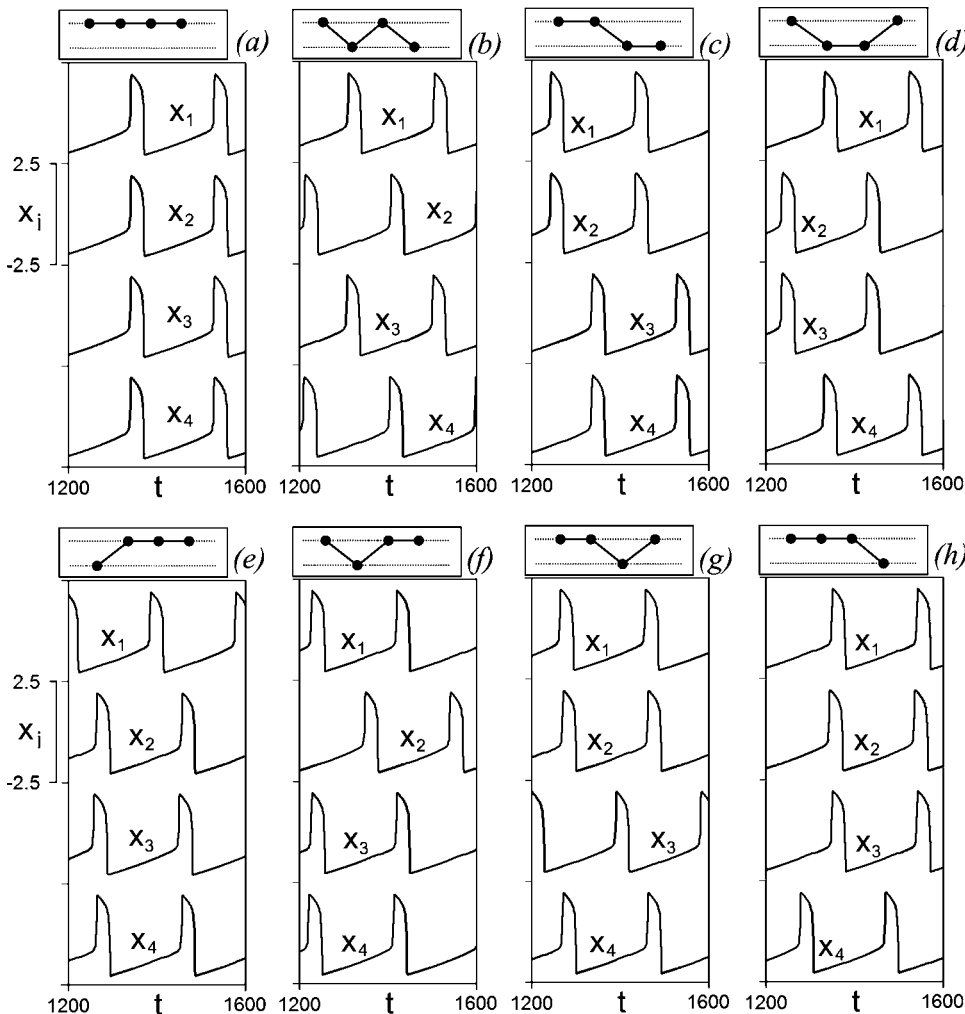 (a) (b) (c) (d)
x1 x1 x1 x1
2.5
xi x2 x2 x2 x2
-2.5
x3 x3 x3 x3
x4 x4 x4 x4
1200 t 1600 1200 t 1600 1200 t 1600 1200 t 1600
(e) (f) (g) (h)
x1 x1 x1 x1
2.5
xi x2 x2 x2 x2
-2.5
x3 x3 x3 x3
x4 x4 x4 x4
1200 t 1600 1200 t 1600 1200 t 1600 1200 t 1600